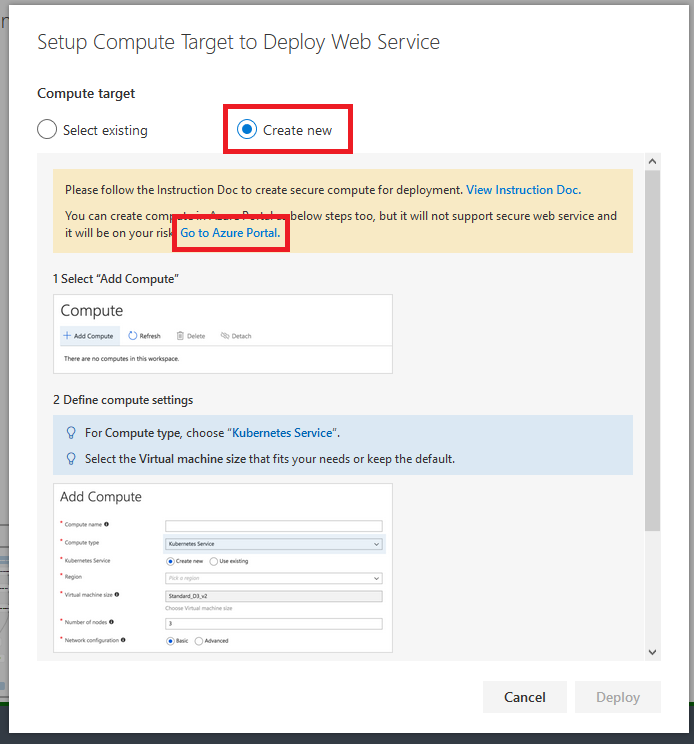 Setup Compute Target to Deploy Web Service
Compute target
Select existing
Create new
Please follow the Instruction Doc to create secure compute for deployment. View Instruction Doc.
You can create compute in Azure Portal as below steps too, but it will not support secure web service and
it will be on your risk. Go to Azure Portal.
1 Select “Add Compute”
Compute
Add Compute Refresh Delete Detach
There are no computes in this workspace.
2 Define compute settings
For Compute type, choose “Kubernetes Service”.
Select the Virtual machine size that fits your needs or keep the default.
Add Compute
* Compute name
* Compute type Kubernetes Service
* Kubernetes Service Create new Use existing
* Region Pick a region
* Virtual machine size Standard_D3_v2
Choose Virtual machine size
* Number of nodes 3
* Network configuration Basic Advanced
Cancel Deploy